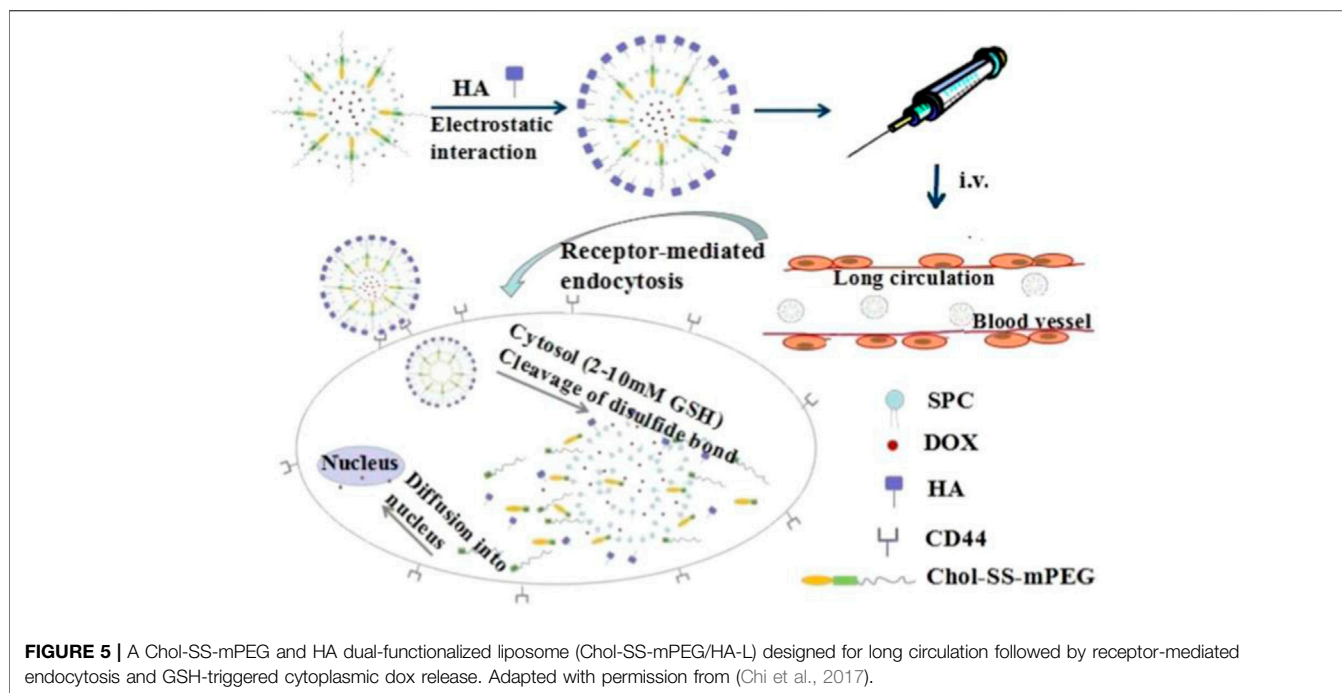 HA
Electrostatic
interaction
i.v.
Receptor-mediated
endocytosis
Long circulation
Blood vessel
Cytosol (2-10mM GSH)
Cleavage of disulfide bond
Nucleus
Diffusion into
nucleus
SPC
DOX
HA
CD44
Chol-SS-mPEG
FIGURE 5 | A Chol-SS-mPEG and HA dual-functionalized liposome (Chol-SS-mPEG/HA-L) designed for long circulation followed by receptor-mediated
endocytosis and GSH-triggered cytoplasmic dox release. Adapted with permission from (Chi et al., 2017).